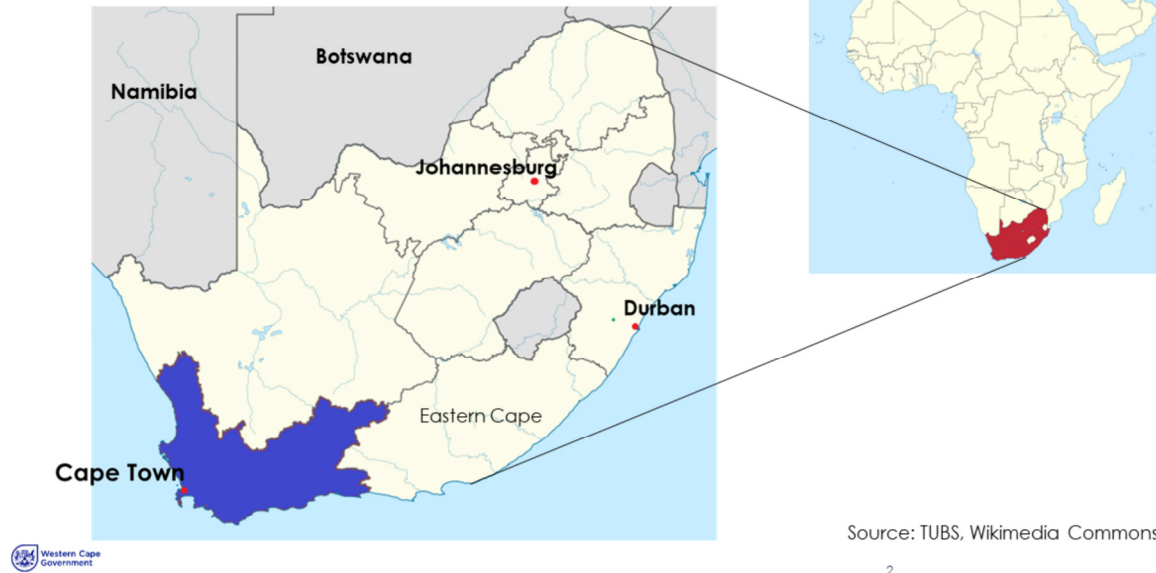 Botswana
Namibia
Johannesburg
Durban
Eastern Cape
Cape Town
Source: TUBS, Wikimedia Commons
Western Cape
Government
2